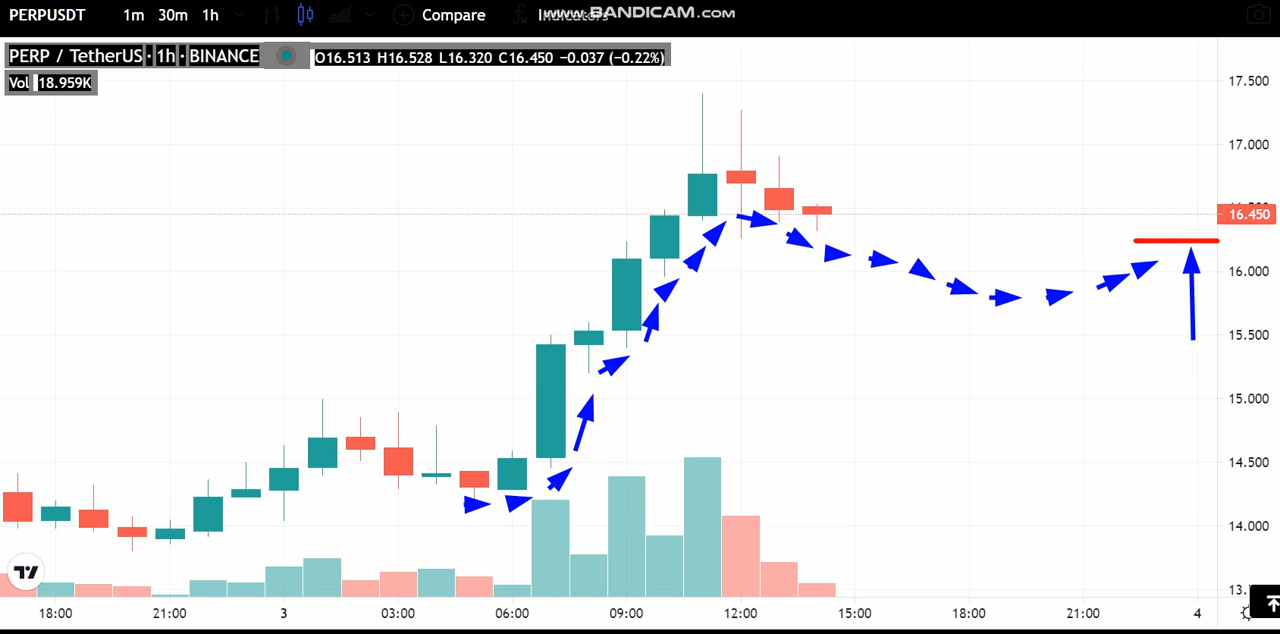 PERPUSDT 1m 30m 1h Compare
www.BANDICAM.com
PERP / TetherUS · 1h · BINANCE O16.513 H16.528 L16.320 C16.450 −0.037 (−0.22%)
Vol 18.959K
17.500
17.000
16.450
16.000
15.500
15.000
14.500
14.000
18:00 21:00 3 03:00 06:00 09:00 12:00 15:00 18:00 21:00 4